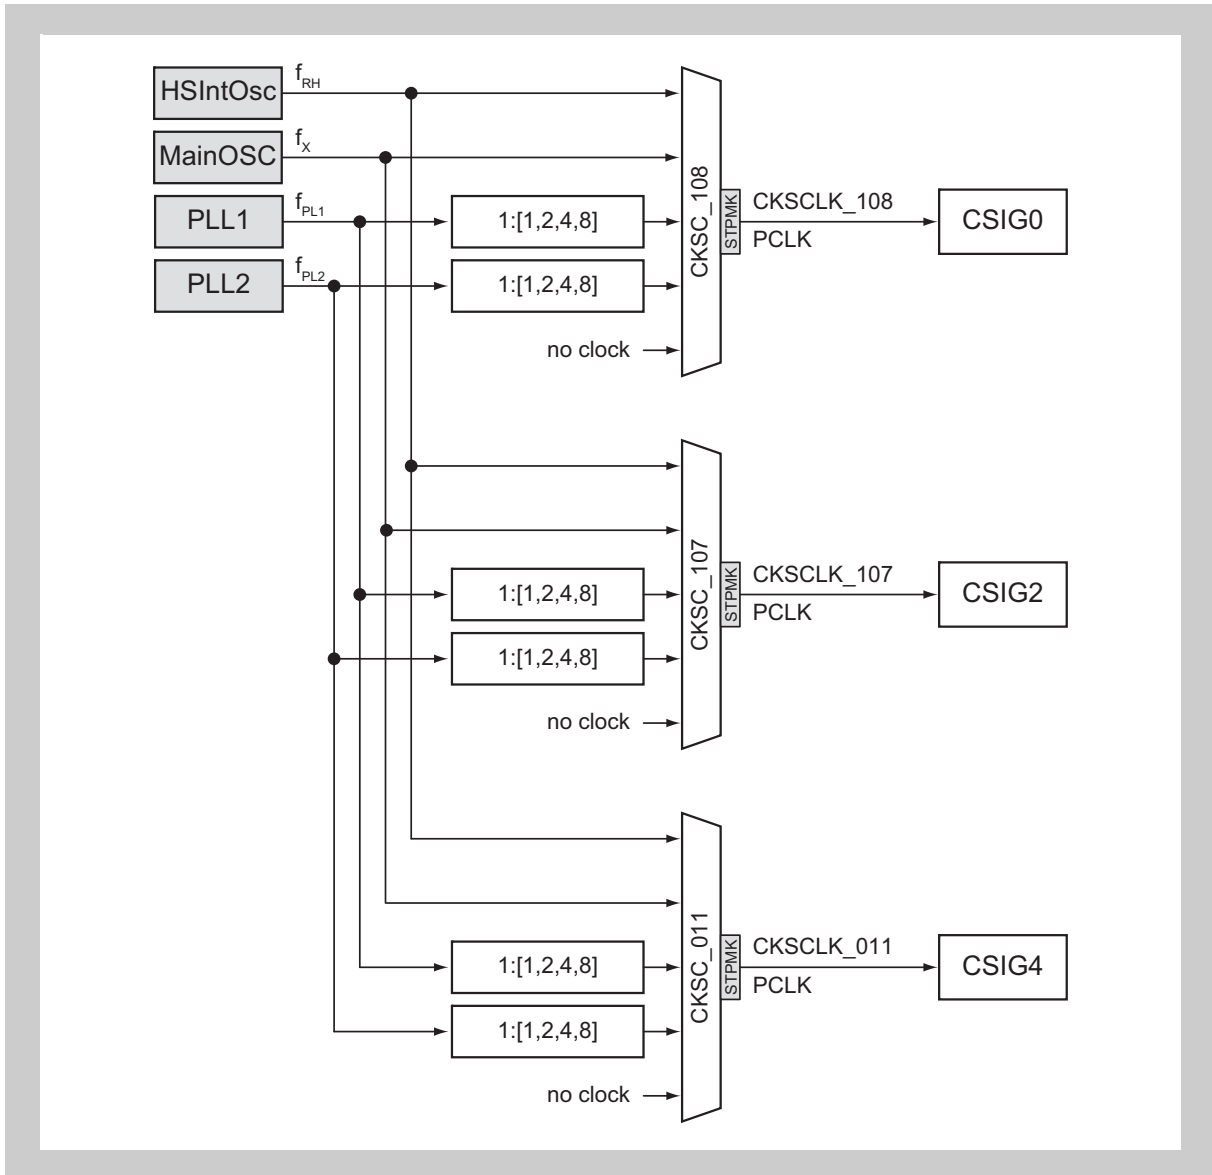 HSIntOsc
fRH
MainOSC
fX
PLL1
fPL1
PLL2
fPL2
1:[1,2,4,8]
1:[1,2,4,8]
no clock
CKSC_108
STPMK
CKSCLK_108
PCLK
CSIG0
1:[1,2,4,8]
1:[1,2,4,8]
no clock
CKSC_107
STPMK
CKSCLK_107
PCLK
CSIG2
1:[1,2,4,8]
1:[1,2,4,8]
no clock
CKSC_011
STPMK
CKSCLK_011
PCLK
CSIG4